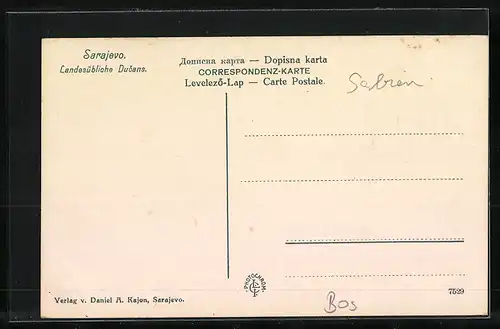 Sarajevo.
Landesübliche Dućans.
Дописна карта — Dopisna karta
CORRESPONDENZ-KARTE
Levelező-Lap — Carte Postale.
PHOTOCHROM
Verlag v. Daniel A. Kajon, Sarajevo.
7529
Bos